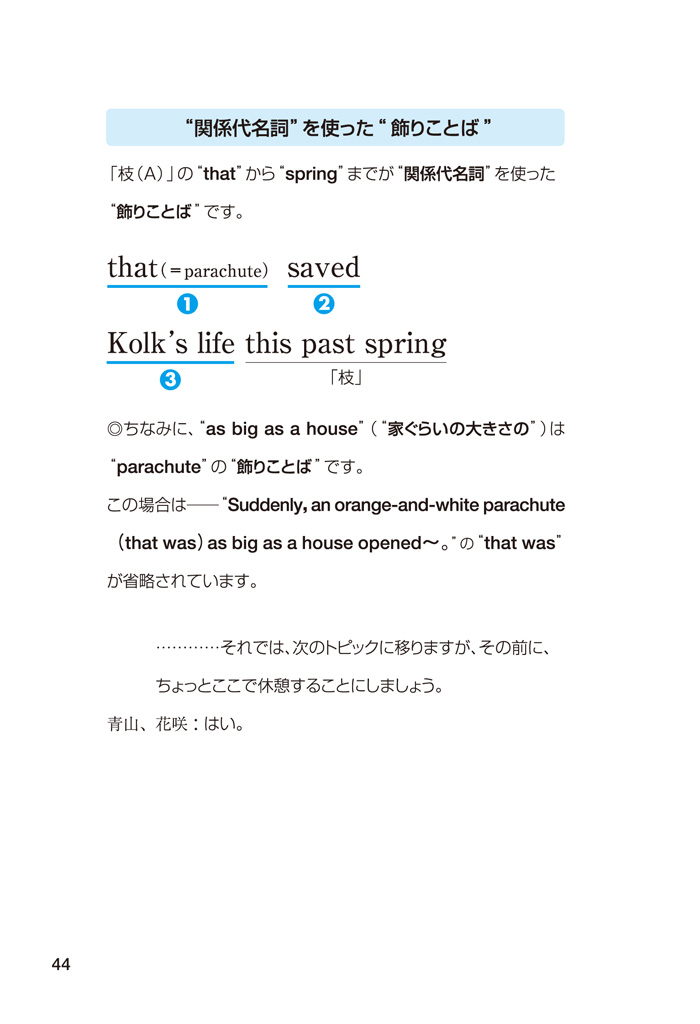 “関係代名詞”を使った“飾りことば”
「枝（A）」の“that”から“spring”までが“関係代名詞”を使った
“飾りことば”です。
that（＝parachute） saved
❶ ❷
Kolk’s life this past spring
❸ 「枝」
◎ちなみに、“as big as a house”（“家ぐらいの大きさの”）は
“parachute”の“飾りことば”です。
この場合は――“Suddenly, an orange-and-white parachute
（that was）as big as a house opened〜。”の“that was”
が省略されています。
…………それでは、次のトピックに移りますが、その前に、
ちょっとここで休憩することにしましょう。
青山、花咲：はい。
44